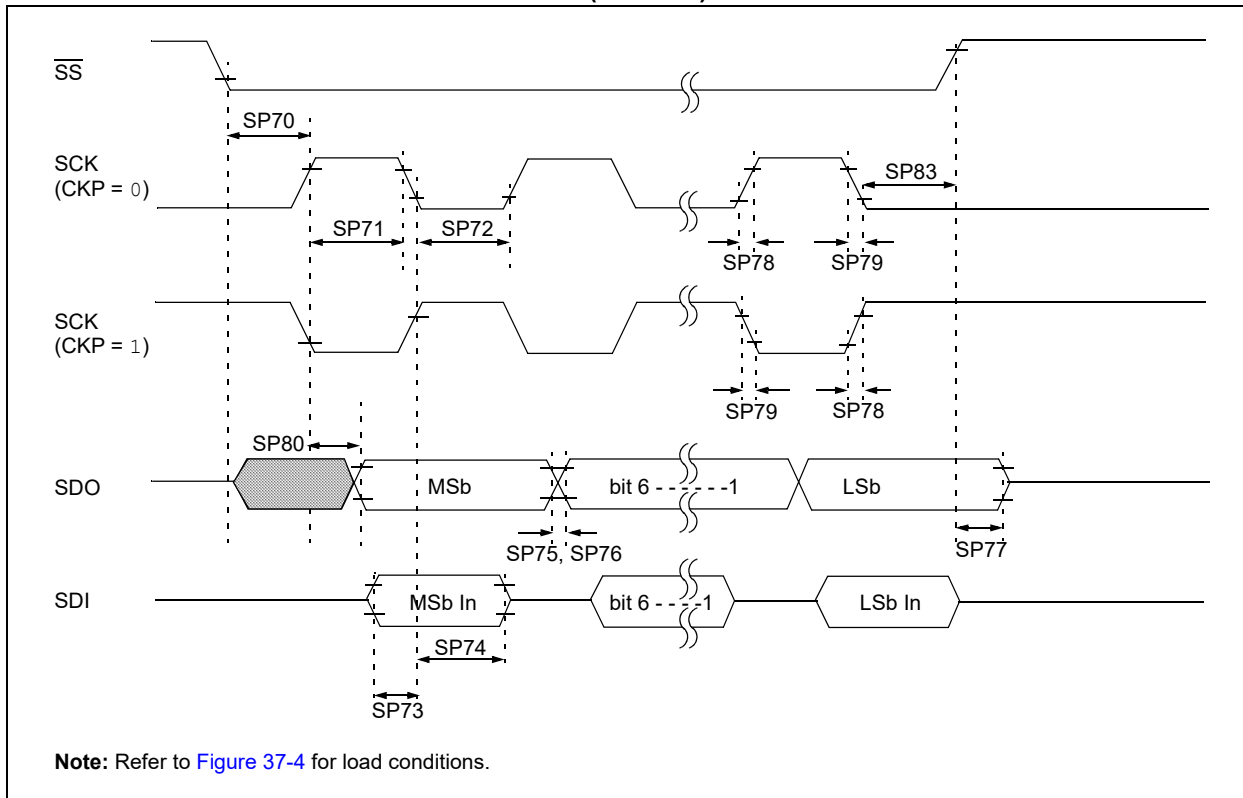 SS
SP70
SCK
(CKP = 0)
SP83
SP71
SP72
SP78
SP79
SCK
(CKP = 1)
SP79
SP78
SP80
SDO
MSb
bit 6 - - - - - -1
LSb
SP75, SP76
SP77
SDI
MSb In
bit 6 - - - -1
LSb In
SP74
SP73
Note: Refer to Figure 37-4 for load conditions.